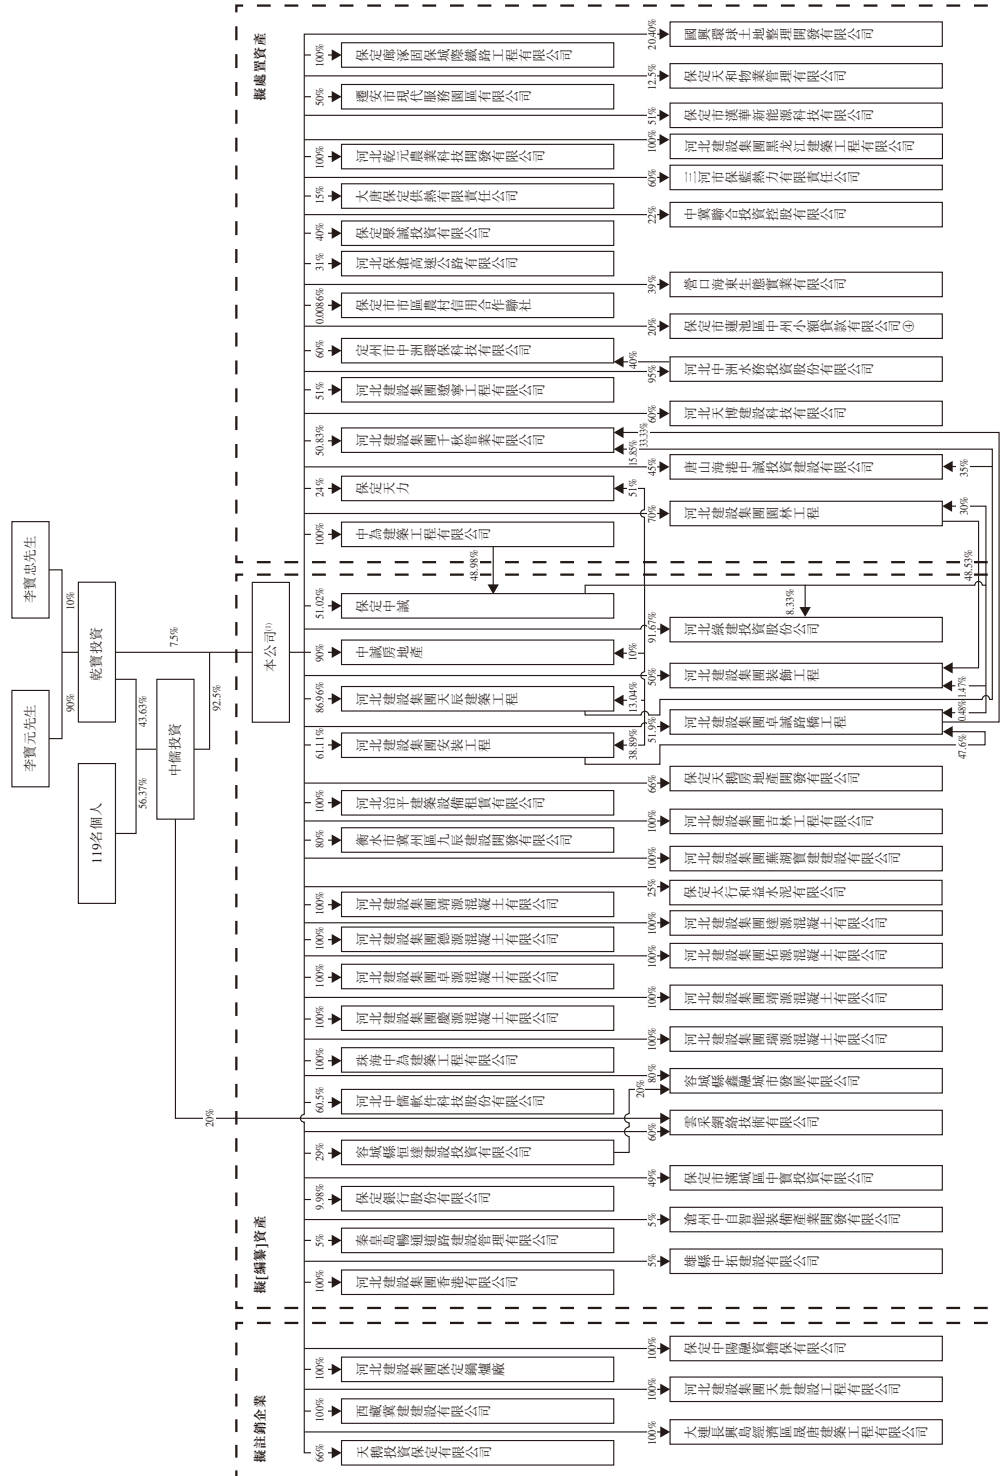 李寶元先生
李寶忠先生
90%
10%
119名個人
乾寶投資
56.37%
43.63%
中儒投資
7.5%
92.5%
20%
本公司⁽¹⁾
擬註銷企業
擬[編纂]資產
擬處置資產
66%
天鵝投資保定有限公司
100%
西藏冀建建設有限公司
100%
河北建設集團保定鍋爐廠
100%
河北建設集團香港有限公司
5%
秦皇島暢通道路建設管理有限公司
9.98%
保定銀行股份有限公司
29%
容城縣恒達建設投資有限公司
60.5%
河北中儒軟件科技股份有限公司
100%
珠海中為建築工程有限公司
100%
河北建設集團慶源混凝土有限公司
100%
河北建設集團卓源混凝土有限公司
100%
河北建設集團德源混凝土有限公司
100%
河北建設集團靖源混凝土有限公司
80%
衡水市冀州區九辰建設開發有限公司
100%
河北治平建築設備租賃有限公司
61.11%
河北建設集團安裝工程
86.96%
河北建設集團天辰建築工程
90%
中誠房地產
51.02%
保定中誠
100%
中為建築工程有限公司
24%
保定天力
50.83%
河北建設集團千秋管業有限公司
51%
河北建設集團遼寧工程有限公司
60%
定州市中洲環保科技有限公司
0.0086%
保定市市區農村信用合作聯社
31%
河北保滄高速公路有限公司
40%
保定聚誠投資有限公司
15%
大唐保定供熱有限責任公司
100%
河北乾元農業科技開發有限公司
50%
遷安市現代服務園區有限公司
100%
保定廊涿固保城際鐵路工程有限公司
38.89%
13.04%
10%
48.98%
51%
15.85%
33.33%
40%
100%
大連長興島經濟區晟唐建築工程有限公司
100%
河北建設集團天津建設工程有限公司
100%
保定中陽融資擔保有限公司
5%
雄縣中拓建設有限公司
5%
滄州中自智能裝備產業開發有限公司
49%
保定市滿城區中寶投資有限公司
60%
雲采網絡技術有限公司
20%
80%
容城縣鑫融城市發展有限公司
100%
河北建設集團瑞源混凝土有限公司
100%
河北建設集團靖源混凝土有限公司
100%
河北建設集團佑源混凝土有限公司
100%
河北建設集團達源混凝土有限公司
25%
保定太行和益水泥有限公司
100%
河北建設集團蕪湖寶建建設有限公司
100%
河北建設集團吉林工程有限公司
66%
保定天鵝房地產開發有限公司
51.9%
河北建設集團卓誠路橋工程
50%
河北建設集團裝飾工程
91.67%
8.33%
河北綠建投資股份公司
70%
河北建設集團園林工程
45%
唐山海港中誠投資建設有限公司
60%
河北天博建設科技有限公司
95%
河北中洲水務投資股份有限公司
20%
保定市蓮池區中州小額貸款有限公司④
39%
營口海東生態實業有限公司
22%
中冀聯合投資控股有限公司
60%
三河市保藍熱力有限責任公司
100%
河北建設集團黑龙江建築工程有限公司
51%
保定市漢華新能源科技有限公司
12.5%
保定天和物業管理有限公司
20.40%
國興環球土地整理開發有限公司
47.6%
0.48%
1.47%
48.53%
30%
35%